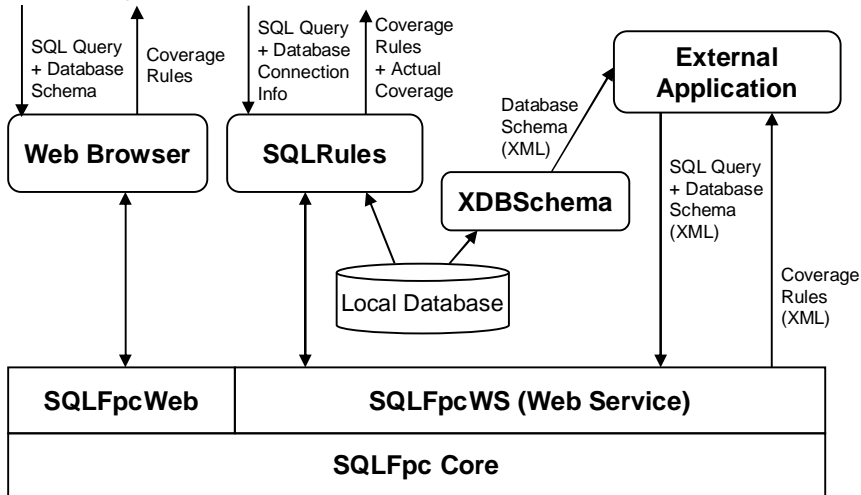 SQL Query
+ Database
Schema
Coverage
Rules
SQL Query
+ Database
Connection
Info
Coverage
Rules
+ Actual
Coverage
External
Application
Database
Schema
(XML)
Web Browser
SQLRules
XDBSchema
SQL Query
+ Database
Schema
(XML)
Coverage
Rules
(XML)
Local Database
SQLFpcWeb
SQLFpcWS (Web Service)
SQLFpc Core